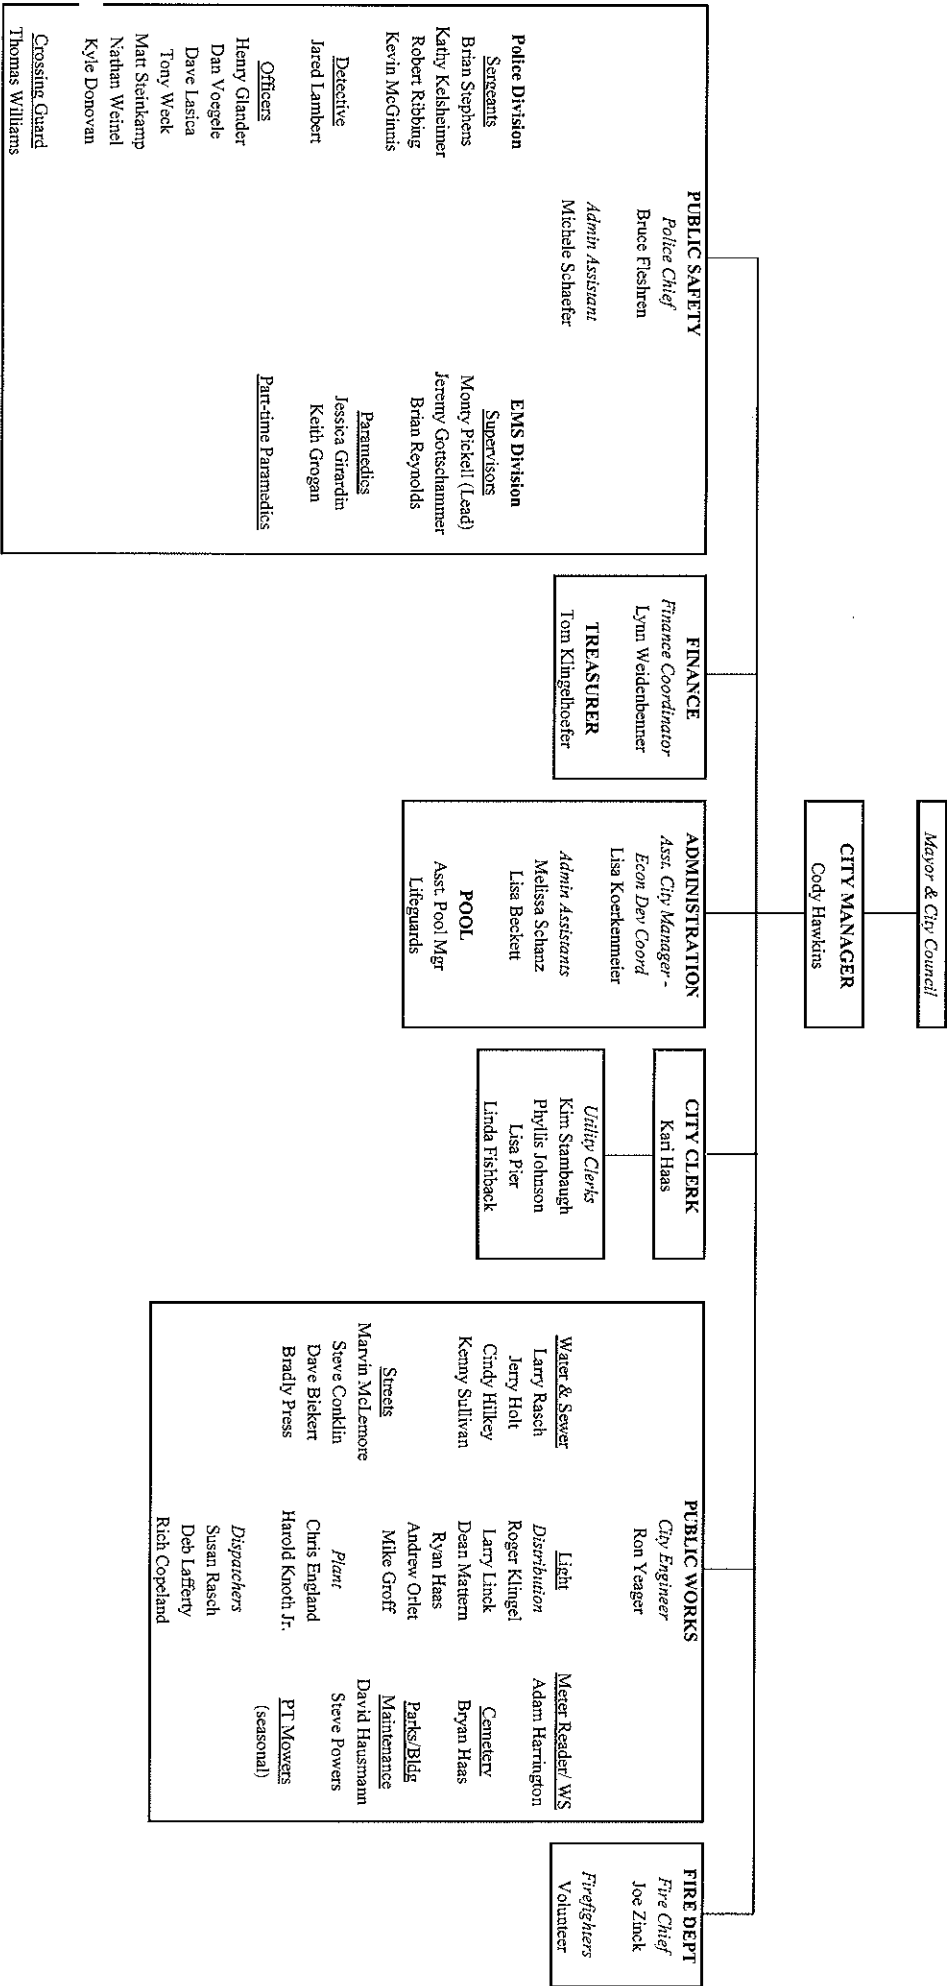 Mayor & City Council
CITY MANAGER
Cody Hawkins
PUBLIC SAFETY
Police Chief
Bruce Fleshren
Admin Assistant
Michele Schaefer
Police Division
Sergeants
Brian Stephens
Kathy Kelsheimer
Robert Ribbing
Kevin McGinnis
Detective
Jared Lambert
Officers
Henry Glander
Dan Voegele
Dave Lasica
Tony Weck
Matt Steinkamp
Nathan Weinel
Kyle Donovan
Crossing Guard
Thomas Williams
EMS Division
Supervisors
Monty Pickell (Lead)
Jeremy Gottschammer
Brian Reynolds
Paramedics
Jessica Girardin
Keith Grogan
Part-time Paramedics
FINANCE
Finance Coordinator
Lynn Weidenbenner
TREASURER
Tom Klingelhoefer
ADMINISTRATION
Asst. City Manager -
Econ Dev Coord
Lisa Koerkenmeier
Admin Assistants
Melissa Schanz
Lisa Beckett
POOL
Asst. Pool Mgr
Lifeguards
CITY CLERK
Kari Haas
Utility Clerks
Kim Stambaugh
Phyllis Johnson
Lisa Pier
Linda Fishback
PUBLIC WORKS
City Engineer
Ron Yeager
Water & Sewer
Larry Rasch
Jerry Holt
Cindy Hilkey
Kenny Sullivan
Streets
Marvin McLemore
Steve Conklin
Dave Biekert
Bradly Press
Light
Distribution
Roger Klingel
Larry Linck
Dean Mattern
Ryan Haas
Andrew Orlet
Mike Groff
Plant
Chris England
Harold Knoth Jr.
Dispatchers
Susan Rasch
Deb Lafferty
Rich Copeland
Meter Reader/ WS
Adam Harrington
Cemetery
Bryan Haas
Parks/Bldg
Maintenance
David Hausmann
Steve Powers
PT Mowers
(seasonal)
FIRE DEPT
Fire Chief
Joe Zinck
Firefighters
Volunteer